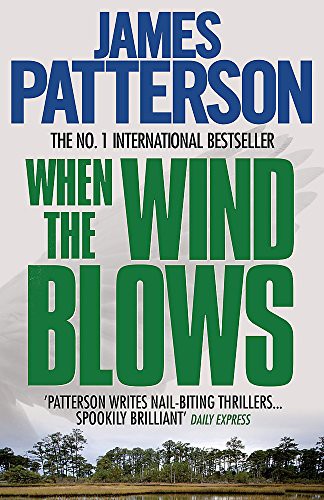 JAMES
PATTERSON
THE NO. 1 INTERNATIONAL BESTSELLER
WHEN
THE
WIND
BLOWS
'PATTERSON WRITES NAIL-BITING THRILLERS...
SPOOKILY BRILLIANT' DAILY EXPRESS